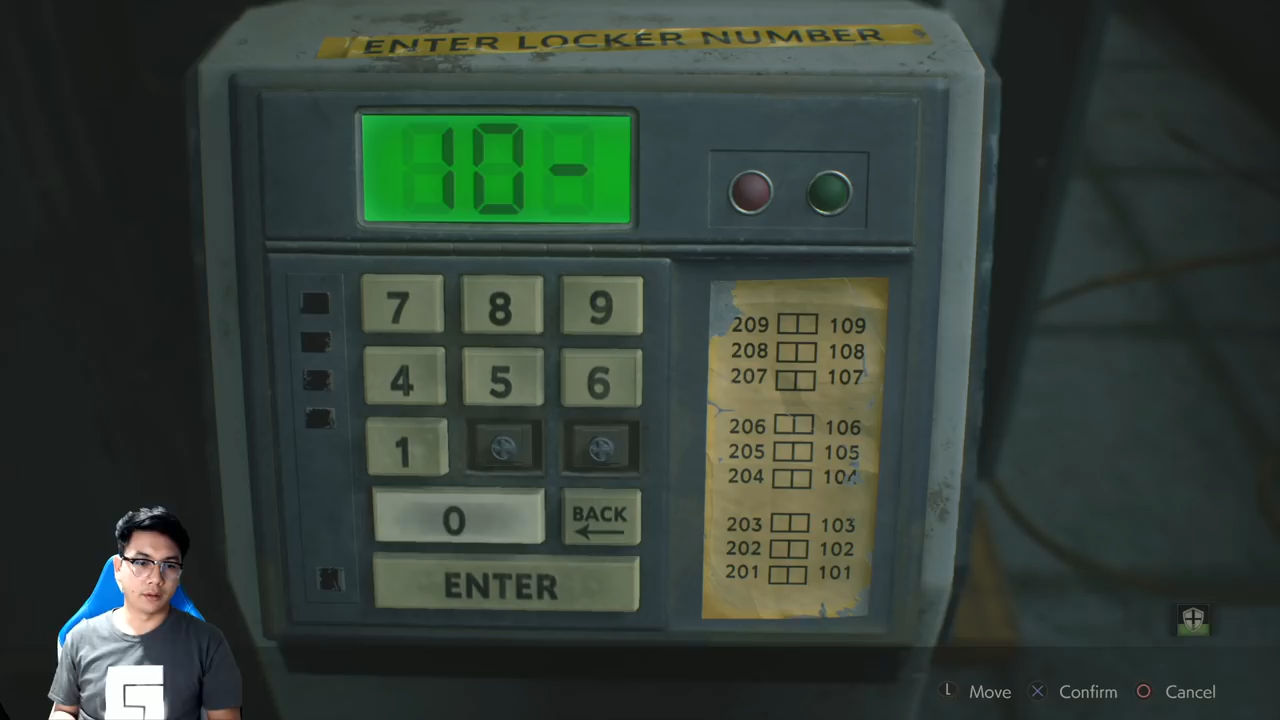 ENTER LOCKER NUMBER
10-
7 8 9
4 5 6
1
0 BACK
ENTER
209 109
208 108
207 107
206 106
205 105
204 104
203 103
202 102
201 101
L Move X Confirm O Cancel